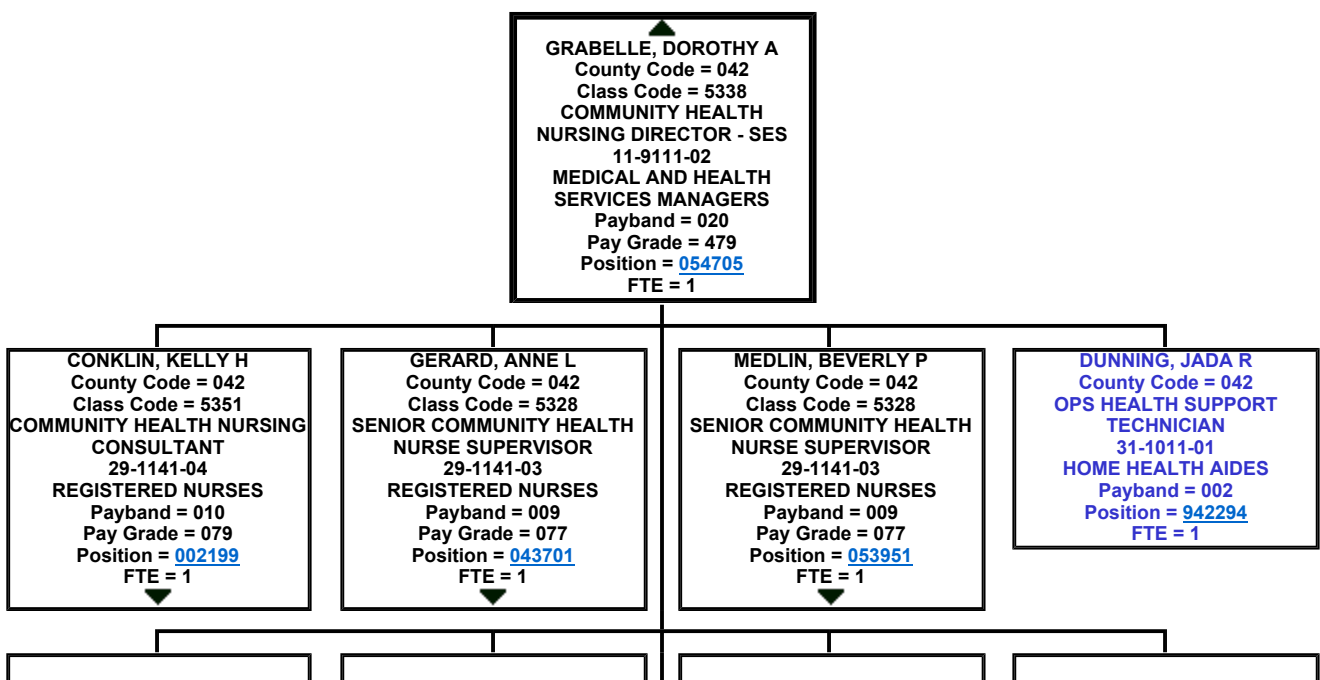 GRABELLE, DOROTHY A
County Code = 042
Class Code = 5338
COMMUNITY HEALTH
NURSING DIRECTOR - SES
11-9111-02
MEDICAL AND HEALTH
SERVICES MANAGERS
Payband = 020
Pay Grade = 479
Position = 054705
FTE = 1
CONKLIN, KELLY H
County Code = 042
Class Code = 5351
COMMUNITY HEALTH NURSING
CONSULTANT
29-1141-04
REGISTERED NURSES
Payband = 010
Pay Grade = 079
Position = 002199
FTE = 1
GERARD, ANNE L
County Code = 042
Class Code = 5328
SENIOR COMMUNITY HEALTH
NURSE SUPERVISOR
29-1141-03
REGISTERED NURSES
Payband = 009
Pay Grade = 077
Position = 043701
FTE = 1
MEDLIN, BEVERLY P
County Code = 042
Class Code = 5328
SENIOR COMMUNITY HEALTH
NURSE SUPERVISOR
29-1141-03
REGISTERED NURSES
Payband = 009
Pay Grade = 077
Position = 053951
FTE = 1
DUNNING, JADA R
County Code = 042
OPS HEALTH SUPPORT
TECHNICIAN
31-1011-01
HOME HEALTH AIDES
Payband = 002
Position = 942294
FTE = 1